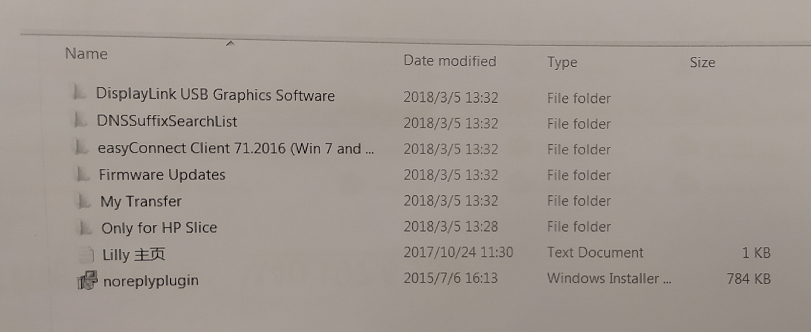 Name Date modified Type Size
DisplayLink USB Graphics Software 2018/3/5 13:32 File folder
DNSSuffixSearchList 2018/3/5 13:32 File folder
easyConnect Client 71.2016 (Win 7 and ... 2018/3/5 13:32 File folder
Firmware Updates 2018/3/5 13:32 File folder
My Transfer 2018/3/5 13:32 File folder
Only for HP Slice 2018/3/5 13:28 File folder
Lilly 主页 2017/10/24 11:30 Text Document 1 KB
noreplyplugin 2015/7/6 16:13 Windows Installer ... 784 KB